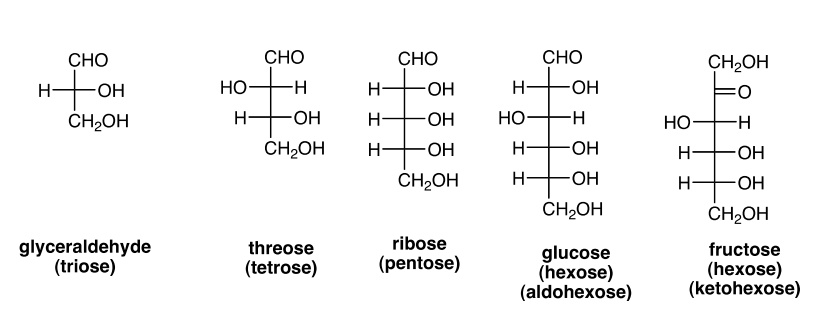 CHO
H OH
CH₂OH
glyceraldehyde
(triose)
CHO
HO H
H OH
CH₂OH
threose
(tetrose)
CHO
H OH
H OH
H OH
CH₂OH
ribose
(pentose)
CHO
H OH
HO H
H OH
H OH
CH₂OH
glucose
(hexose)
(aldohexose)
CH₂OH
O
HO H
H OH
H OH
CH₂OH
fructose
(hexose)
(ketohexose)